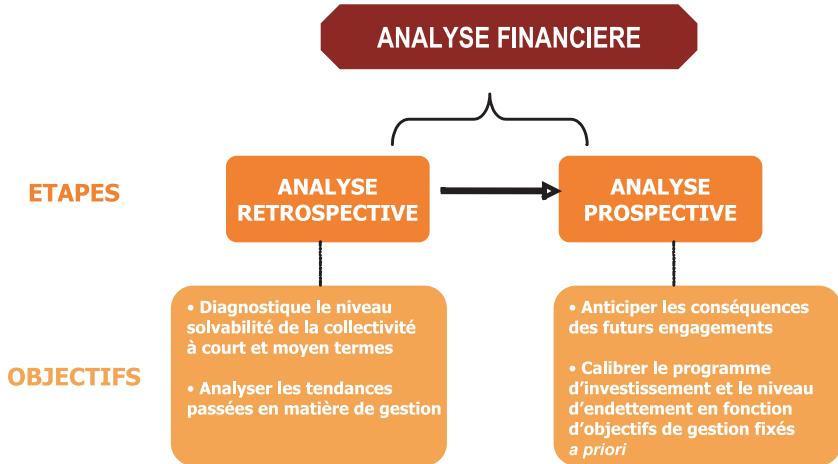 ANALYSE FINANCIERE
ETAPES
ANALYSE
RETROSPECTIVE
ANALYSE
PROSPECTIVE
OBJECTIFS
• Diagnostique le niveau
solvabilité de la collectivité
à court et moyen termes
• Analyser les tendances
passées en matière de gestion
• Anticiper les conséquences
des futurs engagements
• Calibrer le programme
d'investissement et le niveau
d'endettement en fonction
d'objectifs de gestion fixés
a priori